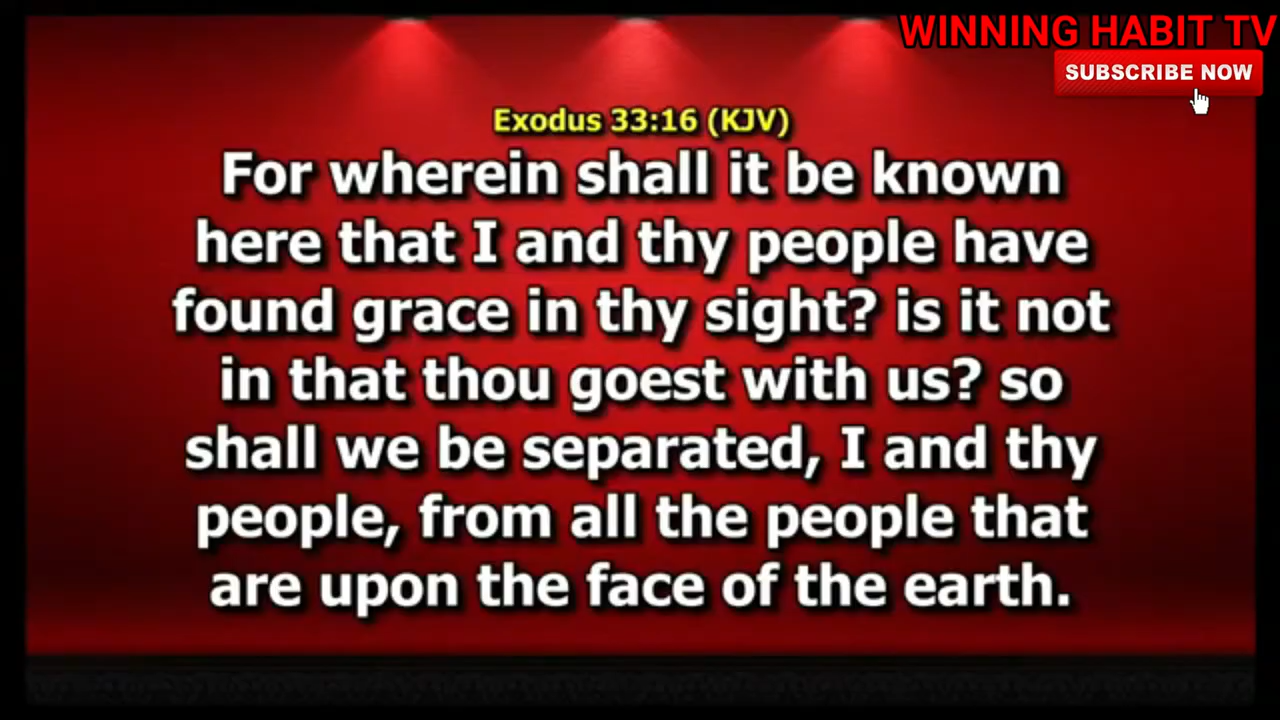 WINNING HABIT TV
SUBSCRIBE NOW
Exodus 33:16 (KJV)
For wherein shall it be known
here that I and thy people have
found grace in thy sight? is it not
in that thou goest with us? so
shall we be separated, I and thy
people, from all the people that
are upon the face of the earth.